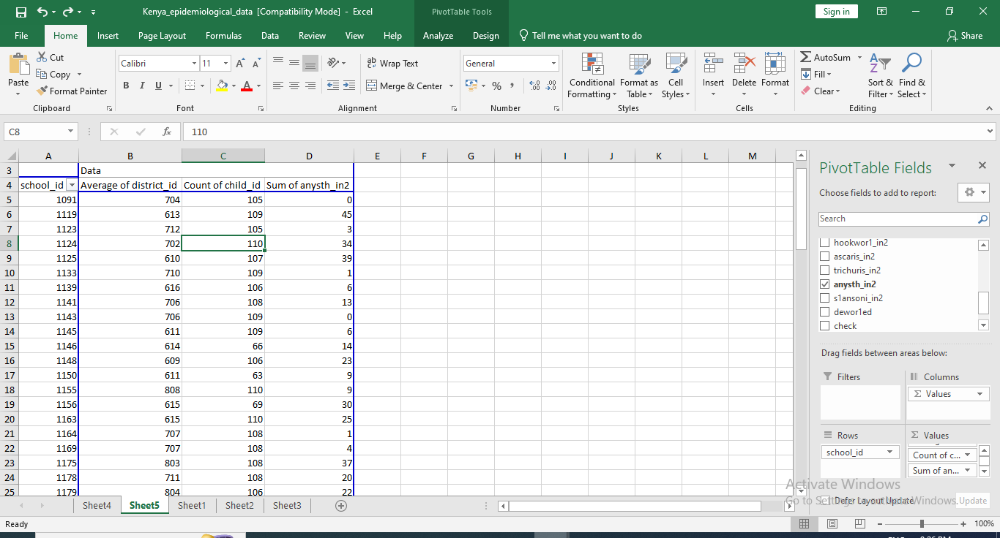 Kenya_epidemiological_data [Compatibility Mode] - Excel
PivotTable Tools
Sign in
File Home Insert Page Layout Formulas Data Review View Help Analyze Design Tell me what you want to do Share
Paste
Cut
Copy
Format Painter
Clipboard
Calibri 11
B I U A A A
Font
Wrap Text
Merge & Center
Alignment
General
% ,
Number
Conditional Formatting
Format as Table
Cell Styles
Styles
Insert Delete Format
Cells
AutoSum
Fill
Clear
Sort & Filter
Find & Select
Editing
C8 fx 110
A B C D E F G H I J K L M
3 Data
4 school_id Average of district_id Count of child_id Sum of anysth_in2
5 1091 704 105 0
6 1119 613 109 45
7 1123 712 105 3
8 1124 702 110 34
9 1125 610 107 39
10 1133 710 109 1
11 1139 616 106 6
12 1141 706 108 13
13 1143 706 109 0
14 1145 611 109 6
15 1146 614 66 14
16 1148 609 106 23
17 1150 611 63 9
18 1155 808 110 9
19 1156 615 69 30
20 1163 615 110 25
21 1164 707 108 1
22 1169 707 108 4
23 1175 803 108 37
24 1178 711 108 20
25 1179 804 106 22
Sheet4 Sheet5 Sheet1 Sheet2 Sheet3
Ready
100%
PivotTable Fields
Choose fields to add to report:
Search
hookwor1_in2
ascaris_in2
trichuris_in2
anysth_in2
s1ansoni_in2
dewor1ed
check
Drag fields between areas below:
Filters
Columns
Σ Values
Rows
school_id
Σ Values
Count of c...
Sum of an...
Defer Layout Update
Update
Activate Windows
Go to Settings to activate Windows.